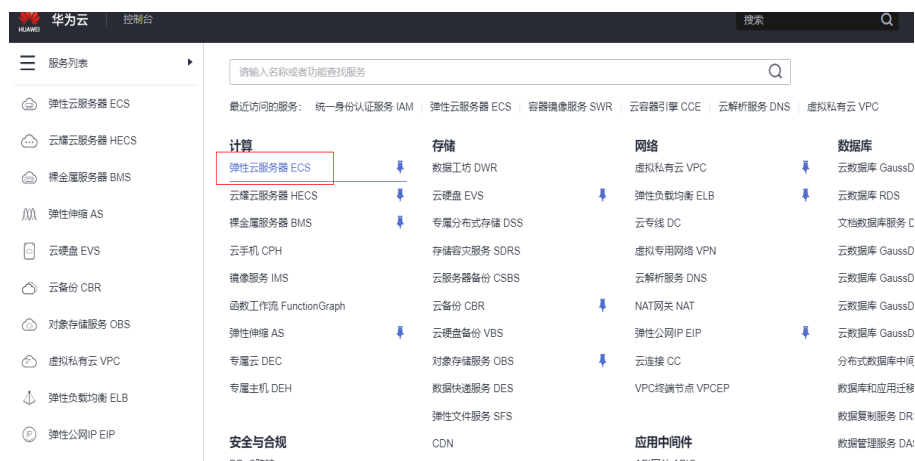 HUAWEI 华为云 控制台 搜索
服务列表
弹性云服务器 ECS
云耀云服务器 HECS
裸金属服务器 BMS
弹性伸缩 AS
云硬盘 EVS
云备份 CBR
对象存储服务 OBS
虚拟私有云 VPC
弹性负载均衡 ELB
弹性公网IP EIP
请输入名称或者功能查找服务
最近访问的服务： 统一身份认证服务 IAM 弹性云服务器 ECS 容器镜像服务 SWR 云容器引擎 CCE 云解析服务 DNS 虚拟私有云 VPC
计算
弹性云服务器 ECS
云耀云服务器 HECS
裸金属服务器 BMS
云手机 CPH
镜像服务 IMS
函数工作流 FunctionGraph
弹性伸缩 AS
专属云 DEC
专属主机 DEH
安全与合规
存储
数据工坊 DWR
云硬盘 EVS
专属分布式存储 DSS
存储容灾服务 SDRS
云服务器备份 CSBS
云备份 CBR
云硬盘备份 VBS
对象存储服务 OBS
数据快递服务 DES
弹性文件服务 SFS
CDN
网络
虚拟私有云 VPC
弹性负载均衡 ELB
云专线 DC
虚拟专用网络 VPN
云解析服务 DNS
NAT网关 NAT
弹性公网IP EIP
云连接 CC
VPC终端节点 VPCEP
应用中间件
数据库
云数据库 GaussD
云数据库 RDS
文档数据库服务 D
云数据库 GaussD
云数据库 GaussD
云数据库 GaussD
云数据库 GaussD
分布式数据库中间
数据库和应用迁移
数据复制服务 DR
数据管理服务 DAS